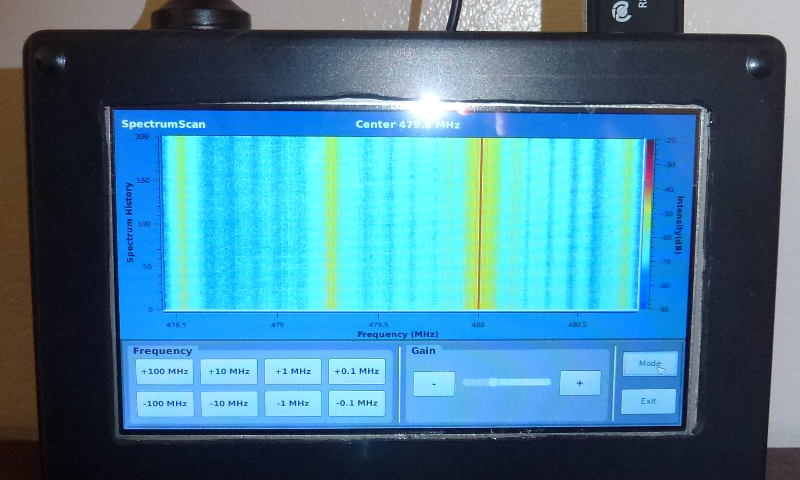 SpectrumScan
Center 479. MHz
200
150
100
50
0
Spectrum History
478.5 479 479.5 480 480.5
Frequency (MHz)
-20
-30
-40
-50
-60
-70
-80
-90
Intensity(dB)
Frequency
+100 MHz +10 MHz +1 MHz +0.1 MHz
-100 MHz -10 MHz -1 MHz -0.1 MHz
Gain
- +
Mode
Exit